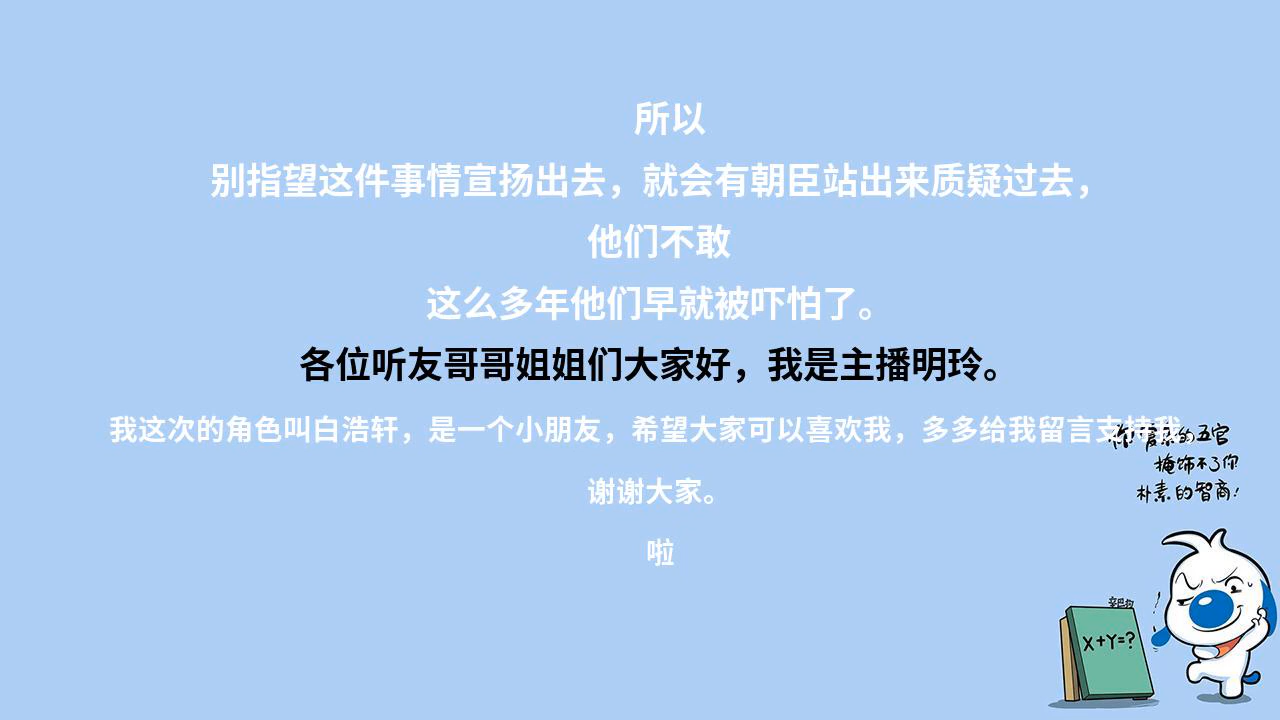 所以
别指望这件事情宣扬出去，就会有朝臣站出来质疑过去，
他们不敢
这么多年他们早就被吓怕了。
各位听友哥哥姐姐们大家好，我是主播明玲。
我这次的角色叫白浩轩，是一个小朋友，希望大家可以喜欢我，多多给我留言支持我。
你 的五官
掩饰不了你
朴素的智商！
谢谢大家。
啦
X+Y=?